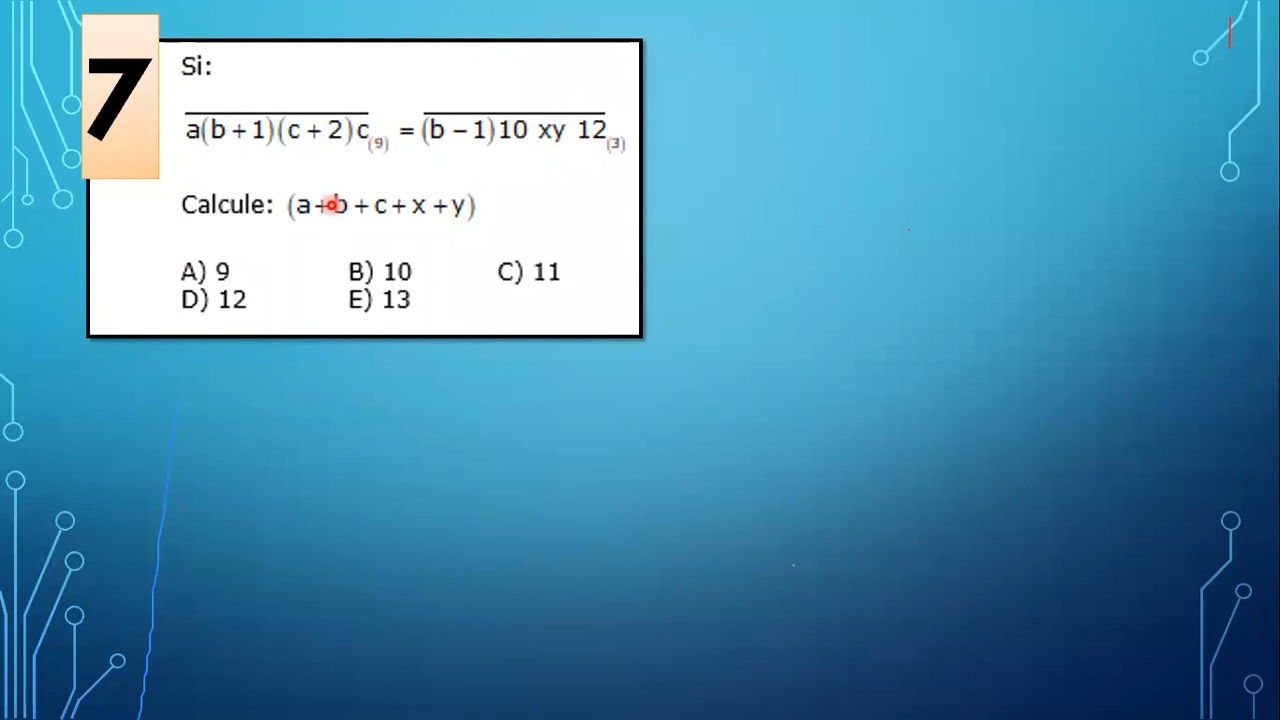 7
Si:
a(b+1)(c+2)c(9) = (b-1)10 xy 12(3)
Calcule: (a+b+c+x+y)
A) 9 B) 10 C) 11
D) 12 E) 13